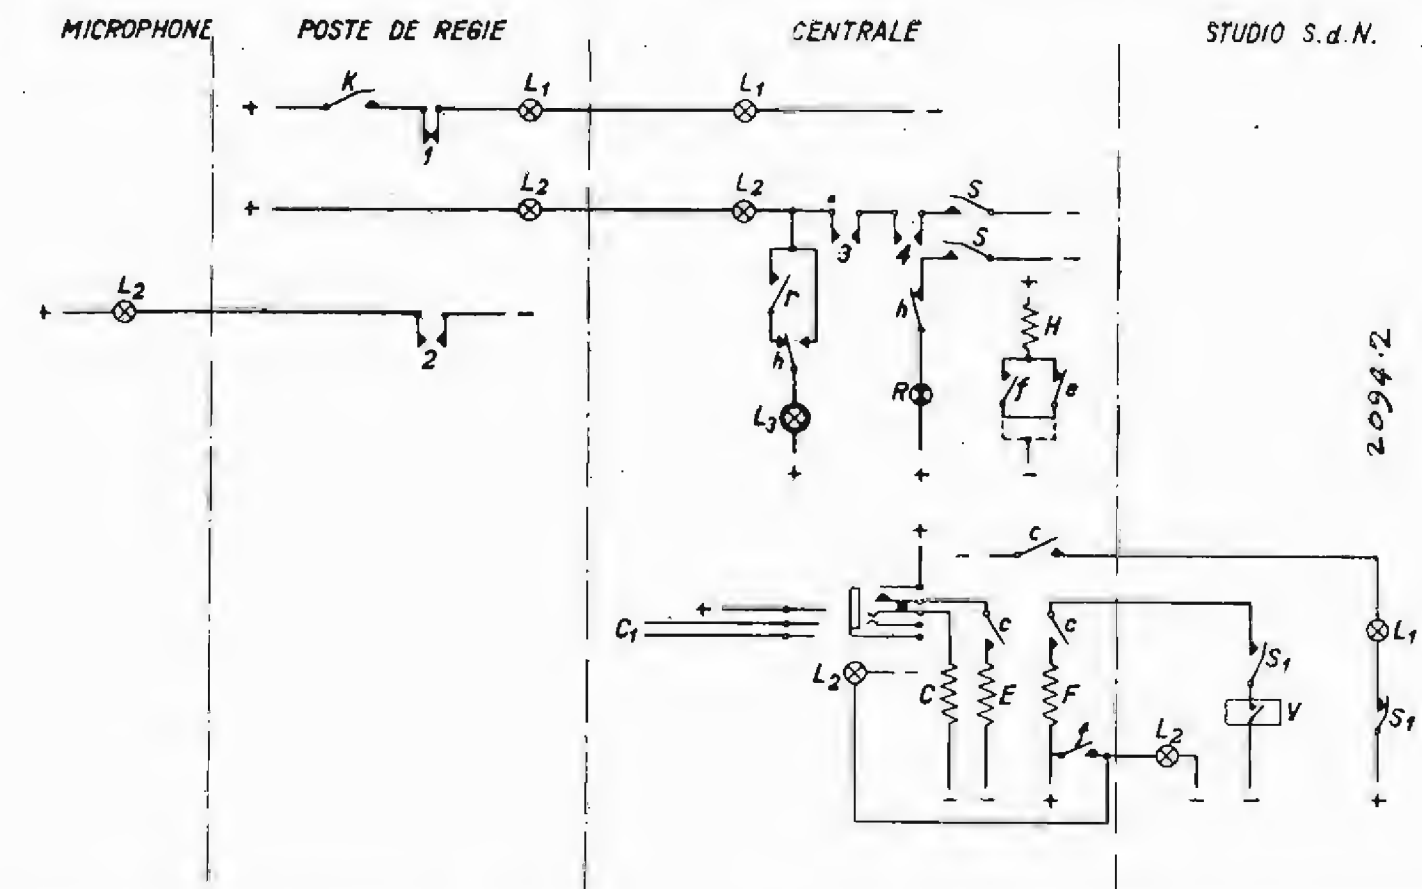 MICROPHONE POSTE DE REGIE CENTRALE STUDIO S.d.N.
+ K 1 L1 L1 -
+ L2 L2 3 4 S -
S -
+ L2 2 -
r h L3 +
h R +
+ H f e -
2094.2
+ - c
C1 + c c
L2 - C E F S1 L1
f L2 V S1
- - + - - +